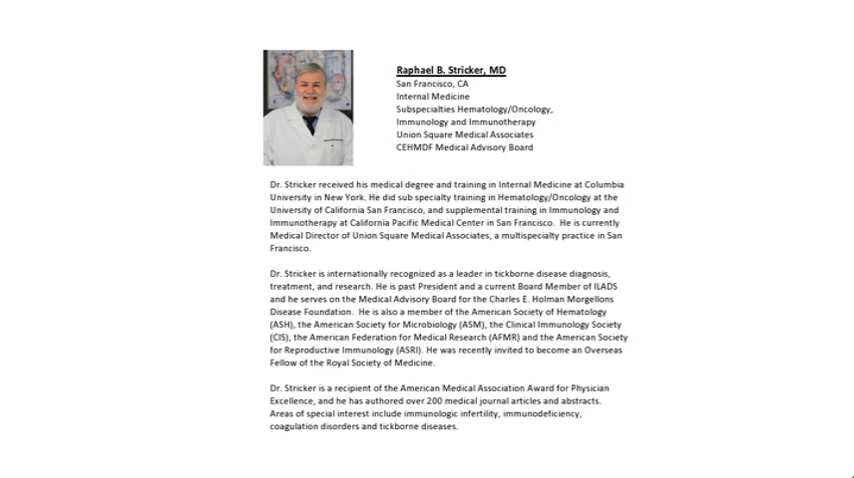 Raphael B. Stricker, MD
San Francisco, CA
Internal Medicine
Subspecialties Hematology/Oncology,
Immunology and Immunotherapy
Union Square Medical Associates
CEHMDF Medical Advisory Board
Dr. Stricker received his medical degree and training in Internal Medicine at Columbia
University in New York. He did sub specialty training in Hematology/Oncology at the
University of California San Francisco, and supplemental training in Immunology and
Immunotherapy at California Pacific Medical Center in San Francisco.  He is currently
Medical Director of Union Square Medical Associates, a multispecialty practice in San
Francisco.
Dr. Stricker is internationally recognized as a leader in tickborne disease diagnosis,
treatment, and research. He is past President and a current Board Member of ILADS
and he serves on the Medical Advisory Board for the Charles E. Holman Morgellons
Disease Foundation.  He is also a member of the American Society of Hematology
(ASH), the American Society for Microbiology (ASM), the Clinical Immunology Society
(CIS), the American Federation for Medical Research (AFMR) and the American Society
for Reproductive Immunology (ASRI). He was recently invited to become an Overseas
Fellow of the Royal Society of Medicine.
Dr. Stricker is a recipient of the American Medical Association Award for Physician
Excellence, and he has authored over 200 medical journal articles and abstracts.
Areas of special interest include immunologic infertility, immunodeficiency,
coagulation disorders and tickborne diseases.